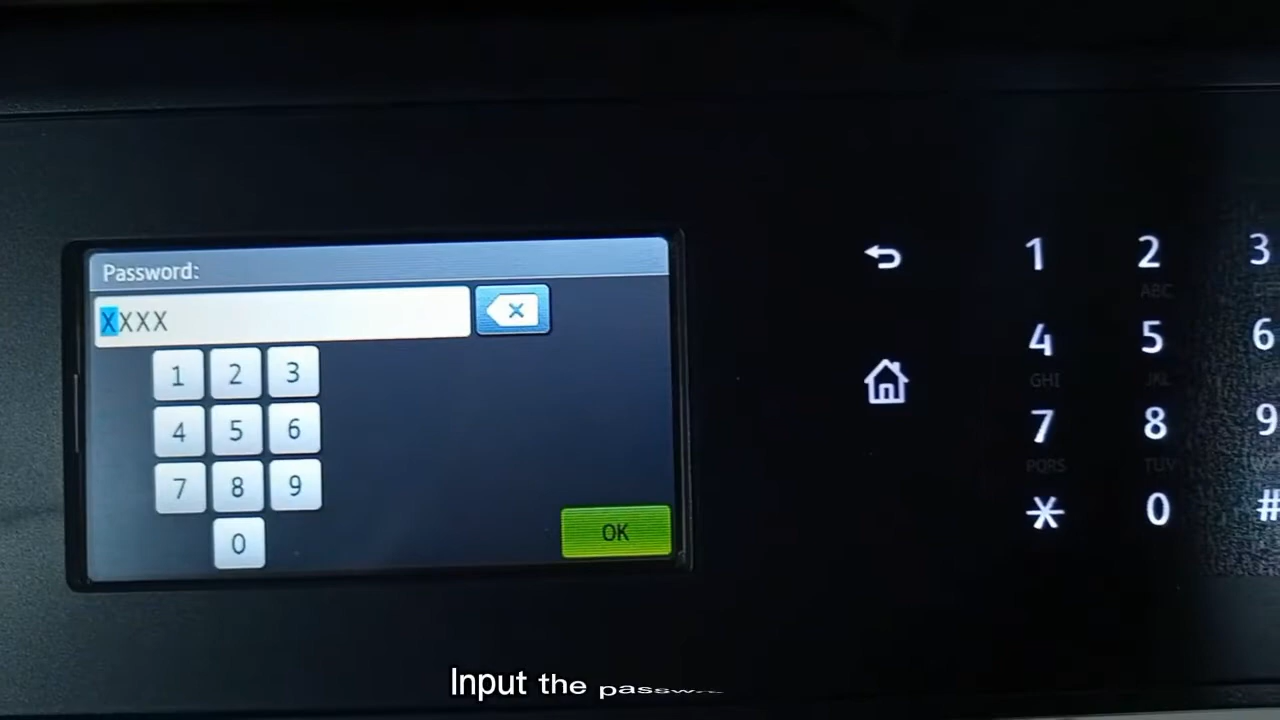 Password:
XXXX
1 2 3
4 5 6
7 8 9
0
OK
1 2 3
ABC
4 5 6
GHI JKL
7 8 9
PQRS TUV
* 0 #
Input the